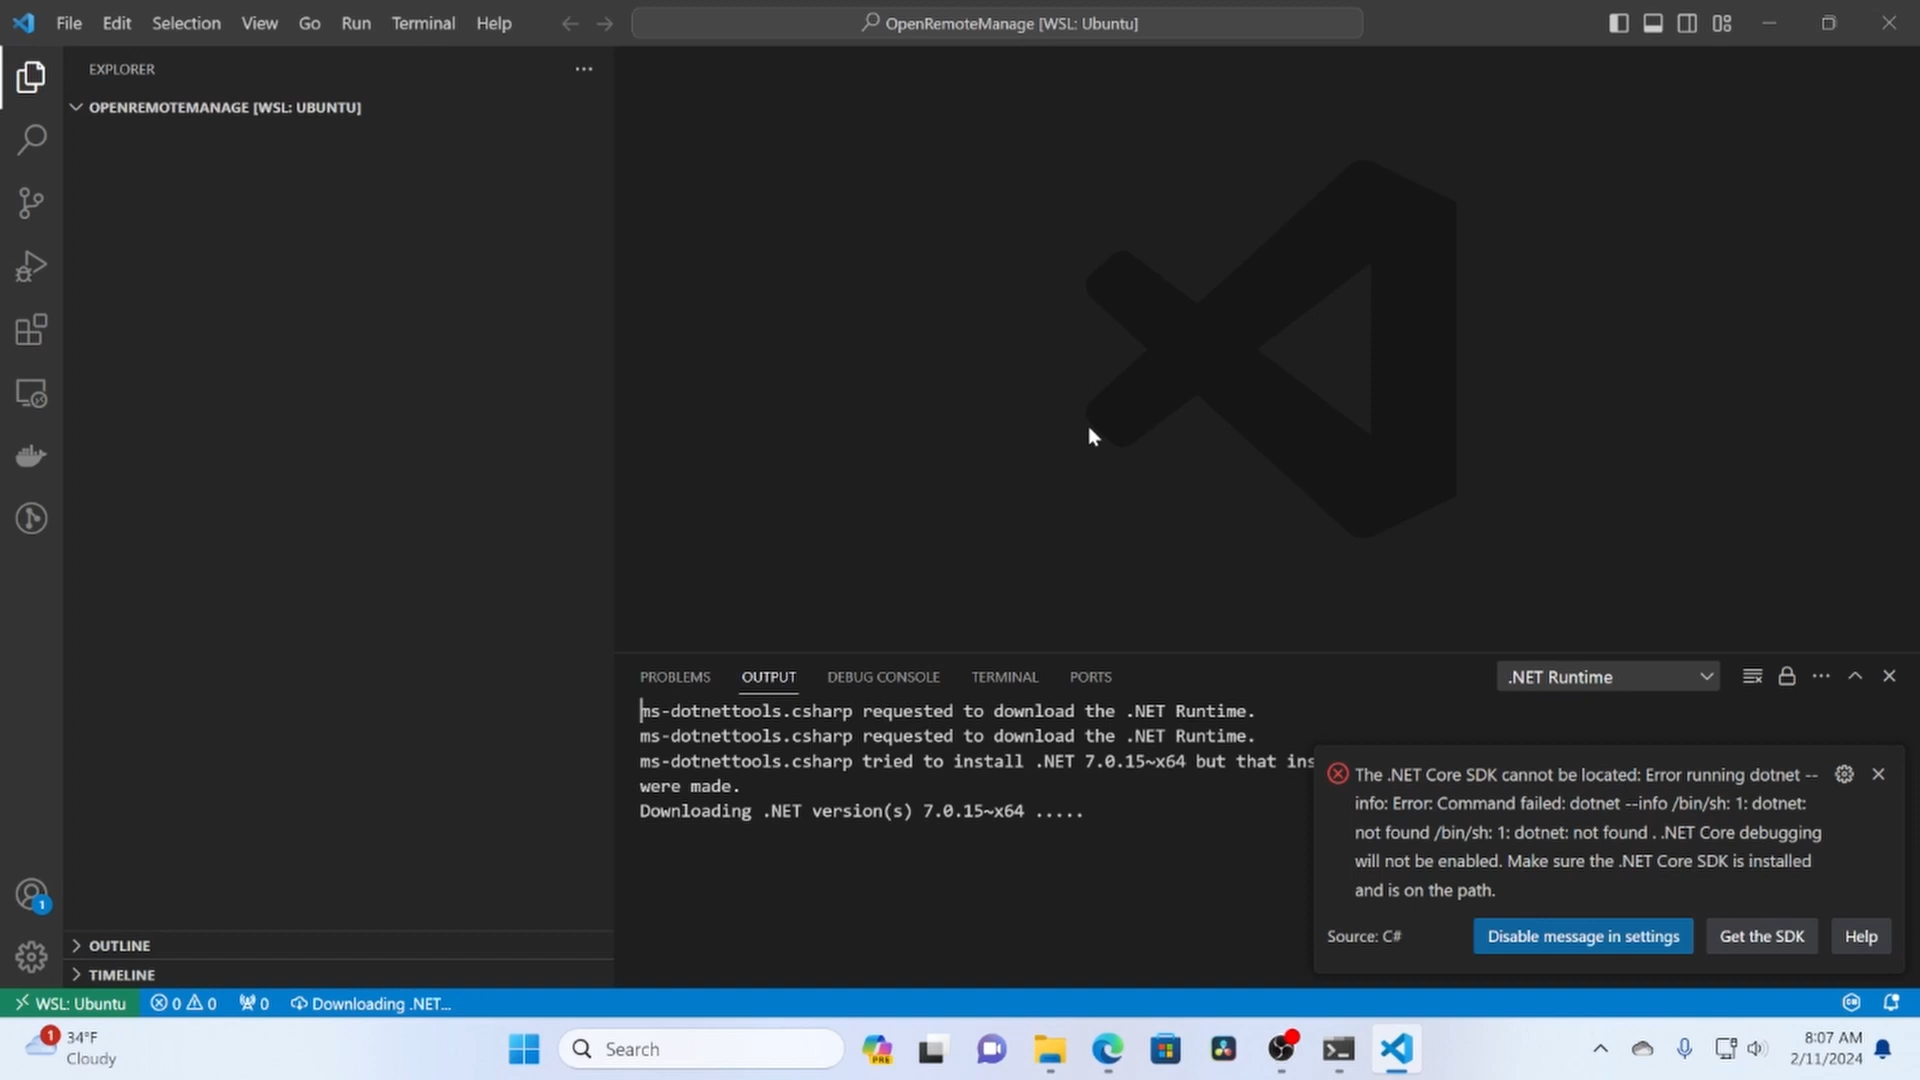 File Edit Selection View Go Run Terminal Help
OpenRemoteManage [WSL: Ubuntu]
EXPLORER
OPENREMOTEMANAGE [WSL: UBUNTU]
OUTLINE
TIMELINE
PROBLEMS OUTPUT DEBUG CONSOLE TERMINAL PORTS
.NET Runtime
ms-dotnettools.csharp requested to download the .NET Runtime.
ms-dotnettools.csharp requested to download the .NET Runtime.
ms-dotnettools.csharp tried to install .NET 7.0.15~x64 but that ins
were made.
Downloading .NET version(s) 7.0.15~x64 .....
The .NET Core SDK cannot be located: Error running dotnet --
info: Error: Command failed: dotnet --info /bin/sh: 1: dotnet:
not found /bin/sh: 1: dotnet: not found . .NET Core debugging
will not be enabled. Make sure the .NET Core SDK is installed
and is on the path.
Source: C#
Disable message in settings
Get the SDK
Help
1
WSL: Ubuntu
0 0
0
Downloading .NET...
1
34°F
Cloudy
Search
PRE
8:07 AM
2/11/2024